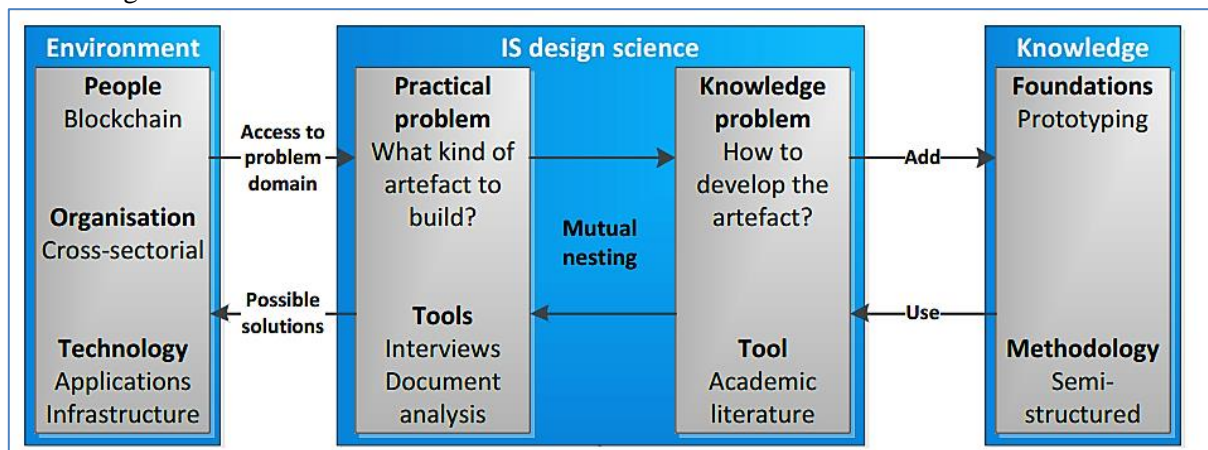 Environment
People
Blockchain
Organisation
Cross-sectorial
Technology
Applications
Infrastructure
Access to
problem
domain
Possible
solutions
IS design science
Practical
problem
What kind of
artefact to
build?
Tools
Interviews
Document
analysis
Mutual
nesting
Knowledge
problem
How to
develop the
artefact?
Tool
Academic
literature
Add
Use
Knowledge
Foundations
Prototyping
Methodology
Semi-
structured